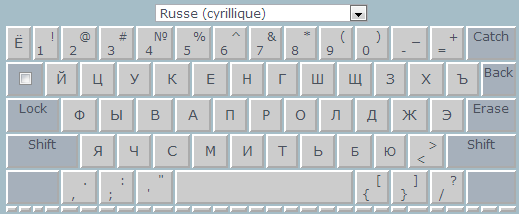 Russe (cyrillique)
Ё ! 1 @ 2 # 3 № 4 % 5 ^ 6 & 7 * 8 ( 9 ) 0 _ - + = Catch
Й Ц У К Е Н Г Ш Щ З Х Ъ Back
Lock Ф Ы В А П Р О Л Д Ж Э Erase
Shift Я Ч С М И Т Ь Б Ю > < Shift
. , : ; " ' [ { ] } ? /